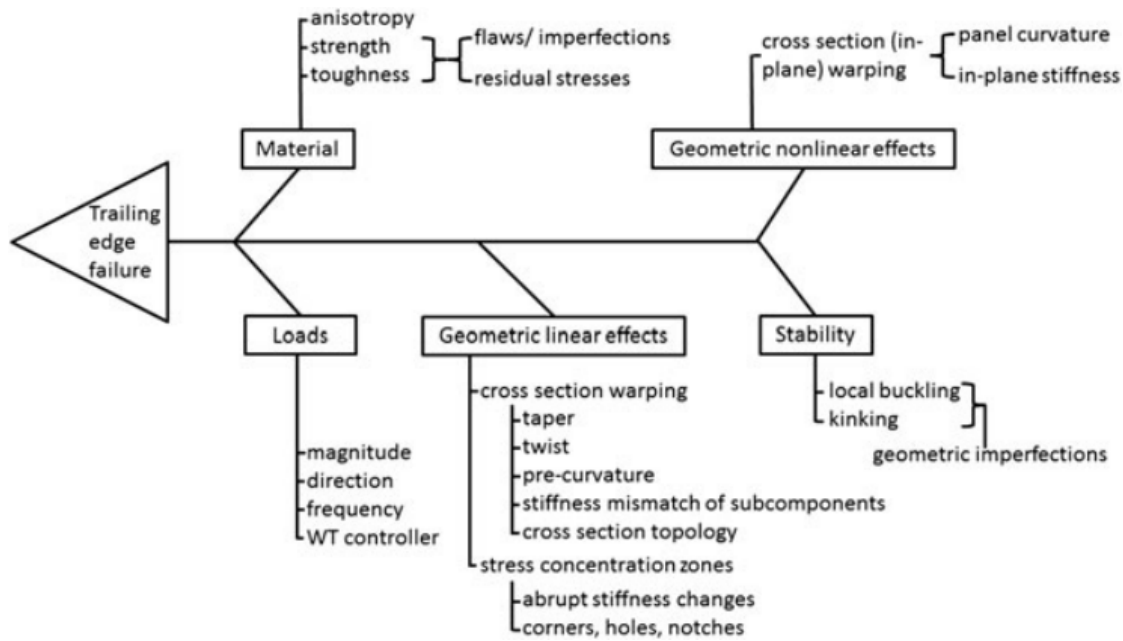 anisotropy
strength
toughness
flaws/ imperfections
residual stresses
Material
cross section (in-
plane) warping
panel curvature
in-plane stiffness
Geometric nonlinear effects
Trailing
edge
failure
Loads
magnitude
direction
frequency
WT controller
Geometric linear effects
cross section warping
taper
twist
pre-curvature
stiffness mismatch of subcomponents
cross section topology
stress concentration zones
abrupt stiffness changes
corners, holes, notches
Stability
local buckling
kinking
geometric imperfections